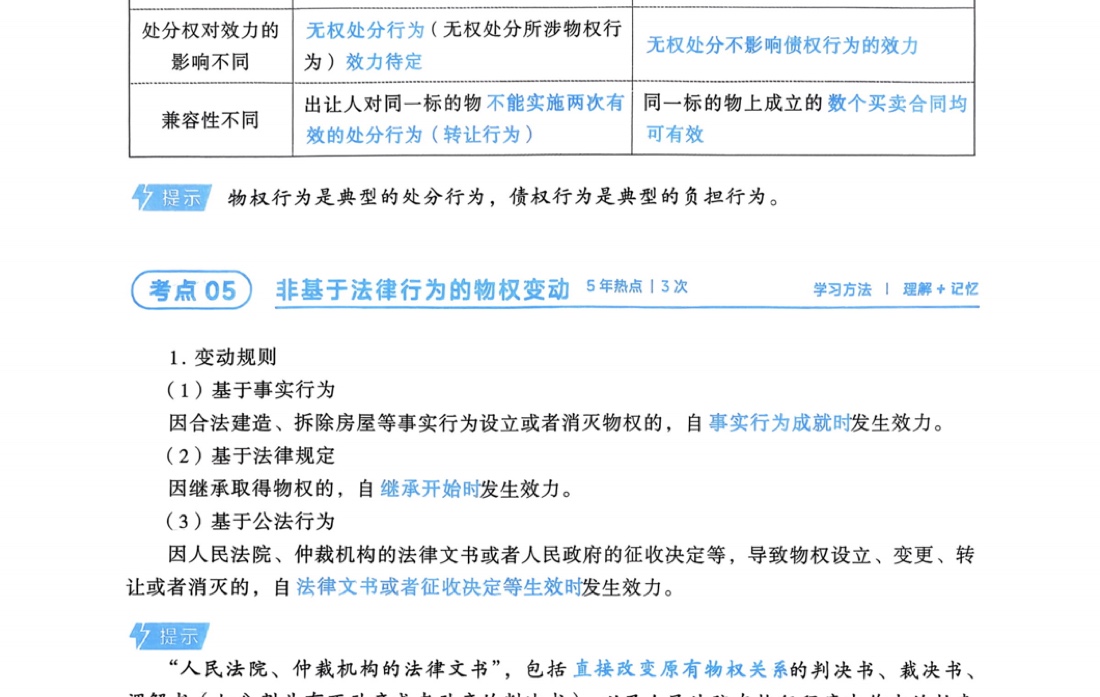 处分权对效力的影响不同
无权处分行为(无权处分所涉物权行为)效力待定
无权处分不影响债权行为的效力
兼容性不同
出让人对同一标的物不能实施两次有效的处分行为(转让行为)
同一标的物上成立的数个买卖合同均可有效
提示 物权行为是典型的处分行为,债权行为是典型的负担行为。
考点 05 非基于法律行为的物权变动 5年热点|3次 学习方法 | 理解+记忆
1. 变动规则
(1)基于事实行为
因合法建造、拆除房屋等事实行为设立或者消灭物权的,自事实行为成就时发生效力。
(2)基于法律规定
因继承取得物权的,自继承开始时发生效力。
(3)基于公法行为
因人民法院、仲裁机构的法律文书或者人民政府的征收决定等,导致物权设立、变更、转
让或者消灭的,自法律文书或者征收决定等生效时发生效力。
提示
“人民法院、仲裁机构的法律文书”,包括直接改变原有物权关系的判决书、裁决书、